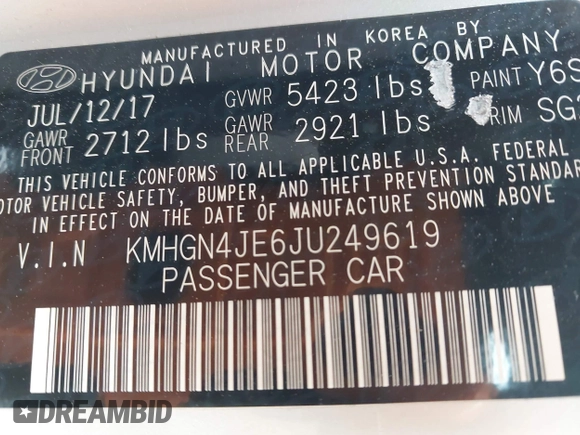 MANUFACTURED IN KOREA BY
HYUNDAI MOTOR COMPANY
JUL/12/17 GVWR 5423 lbs PAINT Y6S
GAWR FRONT 2712 lbs GAWR REAR 2921 lbs RIM SG
THIS VEHICLE CONFORMS TO ALL APPLICABLE U.S.A. FEDERAL
MOTOR VEHICLE SAFETY, BUMPER, AND THEFT PREVENTION STANDAR
IN EFFECT ON THE DATE OF MANUFACTURE SHOWN ABOVE
V.I.N KMHGN4JE6JU249619
PASSENGER CAR
DREAMBID